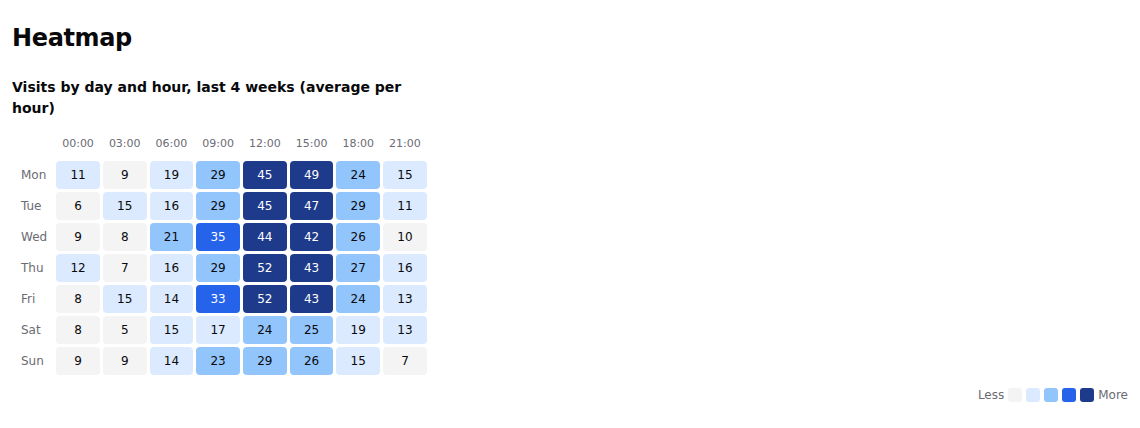 Heatmap
Visits by day and hour, last 4 weeks (average per
hour)
00:00 03:00 06:00 09:00 12:00 15:00 18:00 21:00
Mon 11 9 19 29 45 49 24 15
Tue 6 15 16 29 45 47 29 11
Wed 9 8 21 35 44 42 26 10
Thu 12 7 16 29 52 43 27 16
Fri 8 15 14 33 52 43 24 13
Sat 8 5 15 17 24 25 19 13
Sun 9 9 14 23 29 26 15 7
Less More